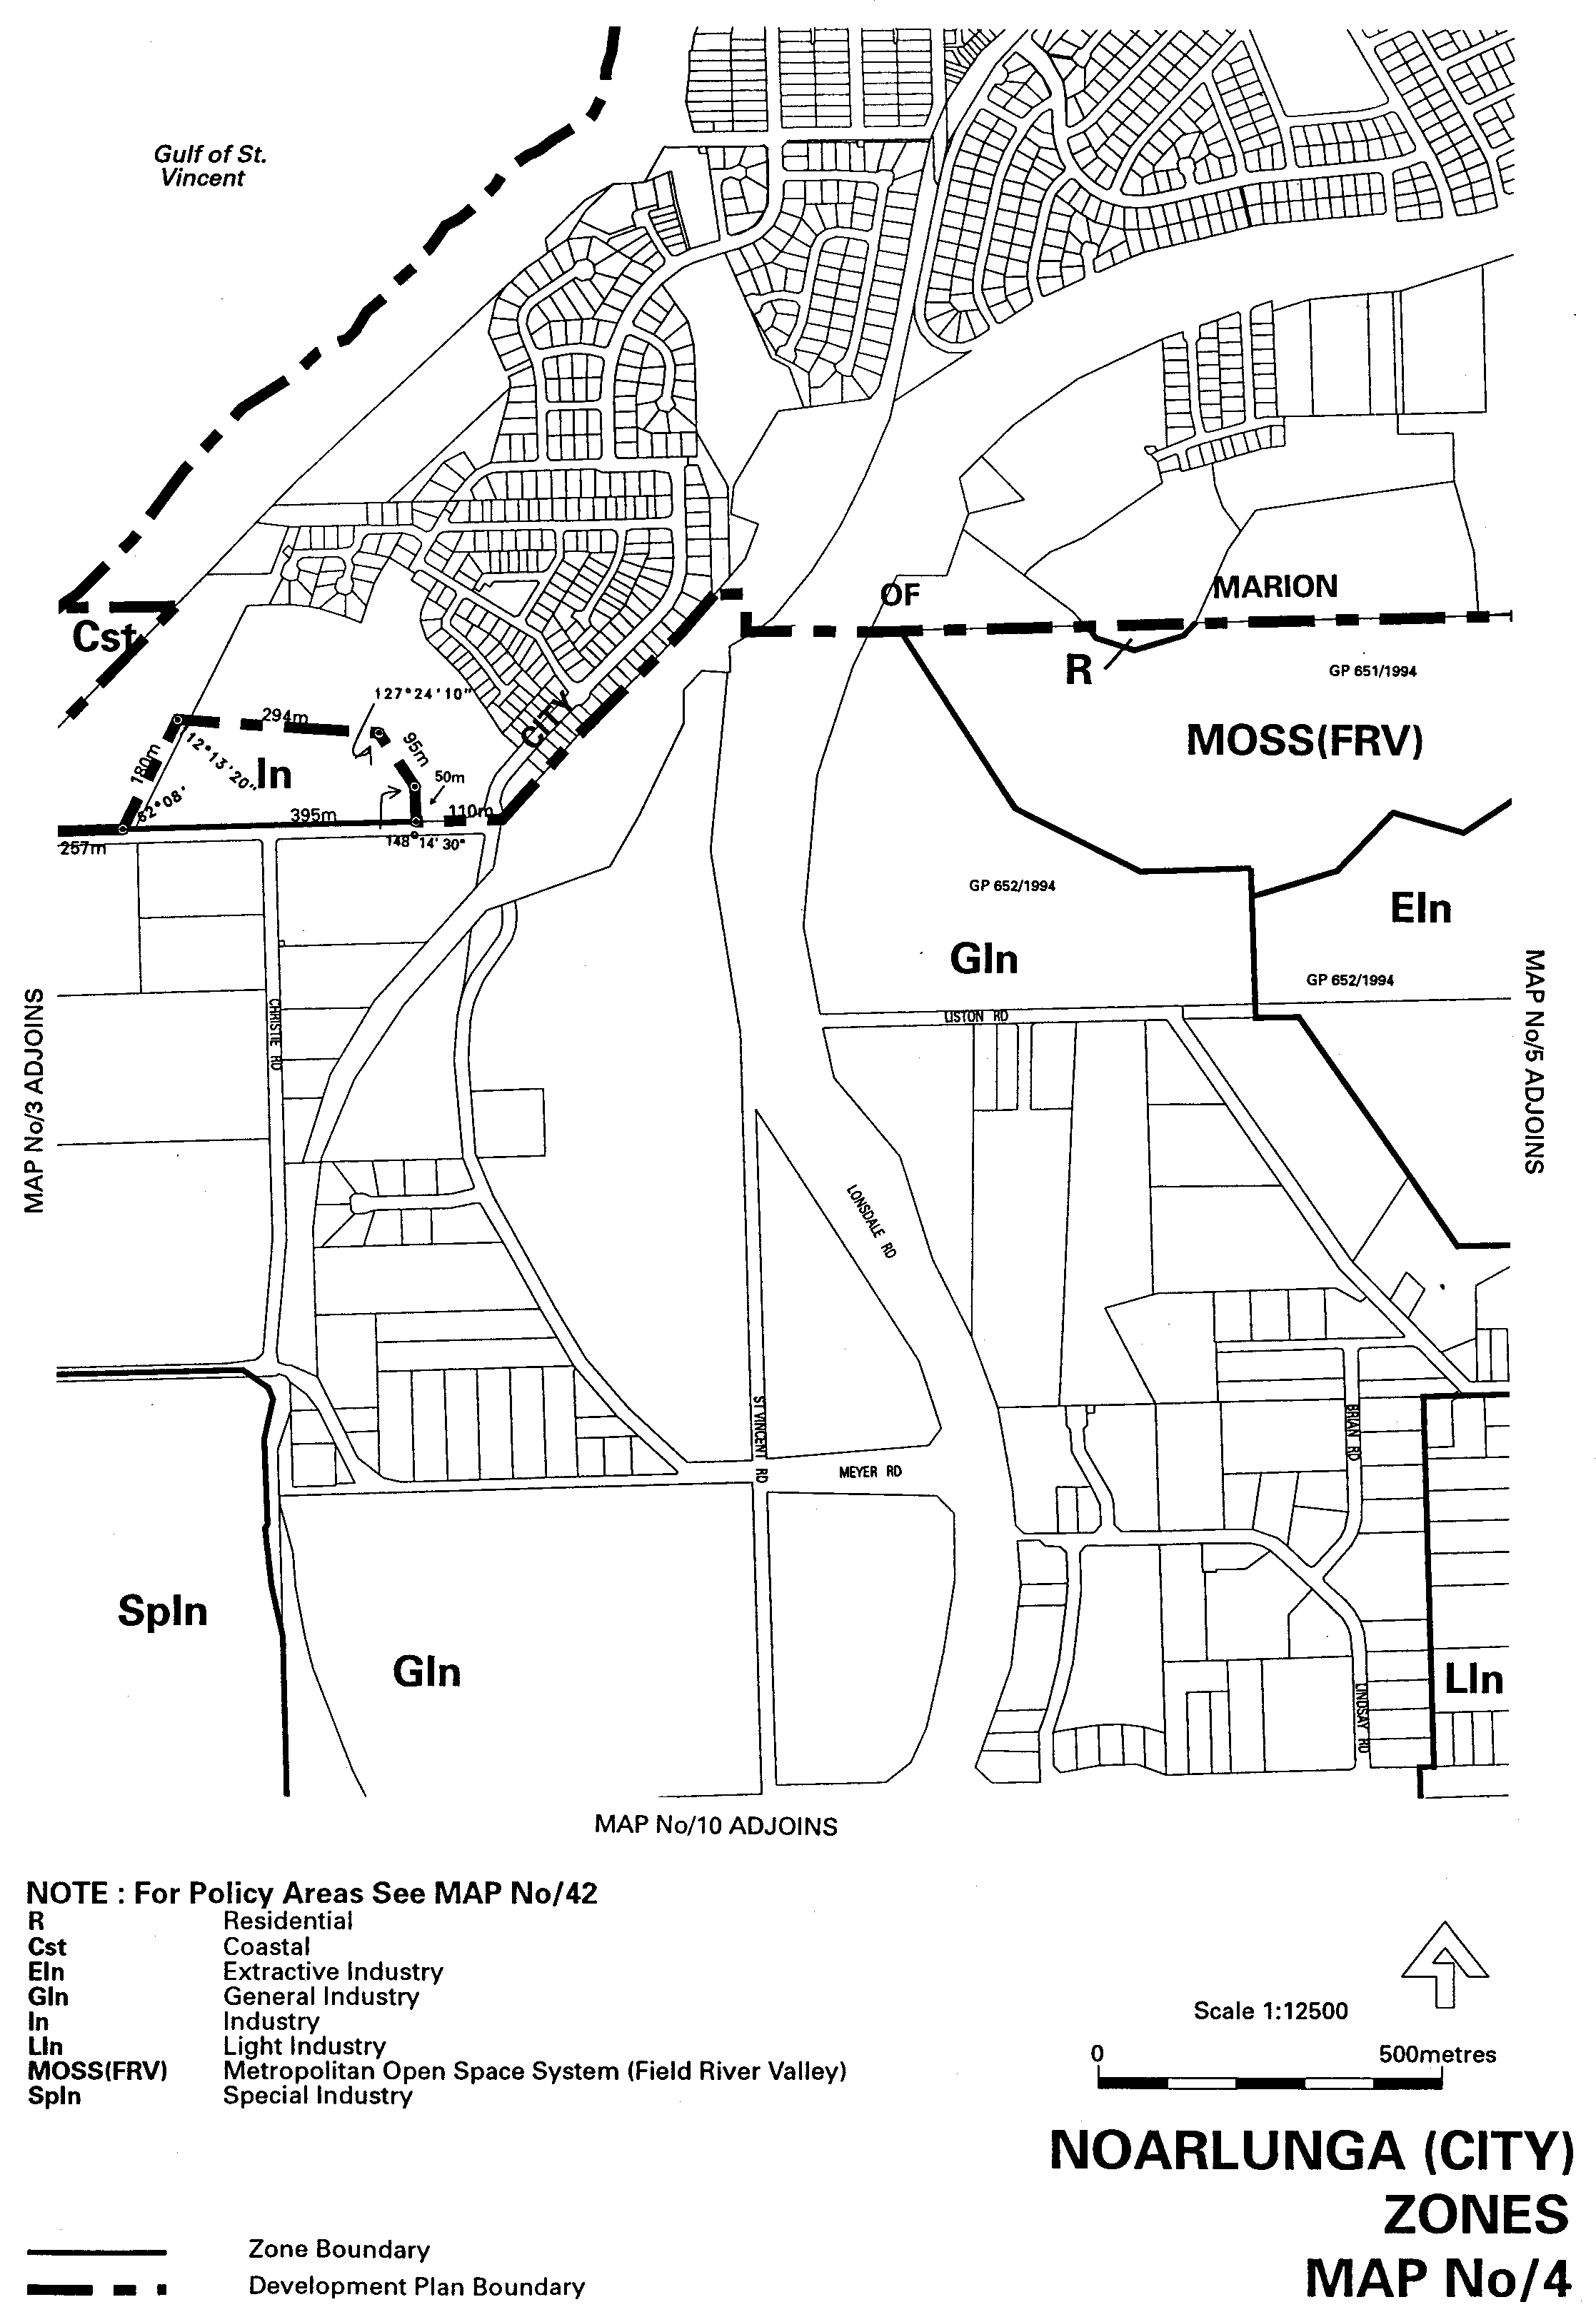 Gulf of St.
Vincent
OF
MARION
Cst
R
GP 651/1994
127°24'10"
CITY
294m
95m
MOSS(FRV)
180m
12°13'20"
In
50m
62°08'
395m
110m
257m
148°14'30"
GP 652/1994
EIn
GIn
GP 652/1994
MAP No/3 ADJOINS
MAP No/5 ADJOINS
CHRISTIE RD
LISTON RD
LONSDALE RD
ST VINCENT RD
BRIAN RD
MEYER RD
SpIn
GIn
LIn
LINDSAY RD
MAP No/10 ADJOINS
NOTE : For Policy Areas See MAP No/42
R Residential
Cst Coastal
EIn Extractive Industry
GIn General Industry
In Industry
LIn Light Industry
MOSS(FRV) Metropolitan Open Space System (Field River Valley)
SpIn Special Industry
Scale 1:12500
0 500metres
NOARLUNGA (CITY)
ZONES
MAP No/4
Zone Boundary
Development Plan Boundary